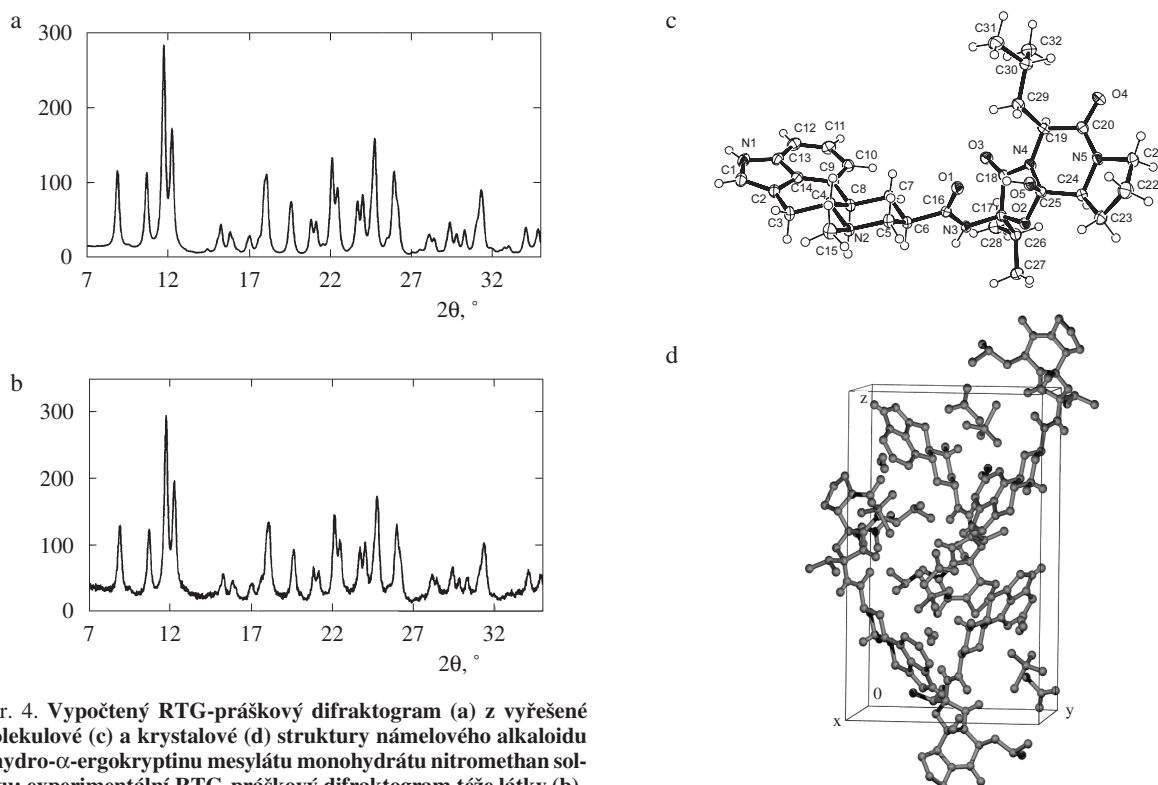 a
300
200
100
0
7
12
17
22
27
32
2θ, °
b
300
200
100
0
7
12
17
22
27
32
2θ, °
r. 4. Vypočtený RTG-práškový difraktogram (a) z vyřešené
olekulové (c) a krystalové (d) struktury námelového alkaloidu
hydro-α-ergokryptinu mesylátu monohydrátu nitromethan sol-
experimentální RTG-práškový difraktogram téže látky (b).
c
C31
C32
C30
C29
O4
C19
C20
C12
C11
N1
C13
C9
C10
C1
C14
C2
C4
C8
C7
C3
C15
N2
C5
C6
O1
C16
N3
O3
N4
C18
N5
C2
O5
C24
C22
C17
O2
C25
C23
C28
C26
C27
d
z
0
x
y